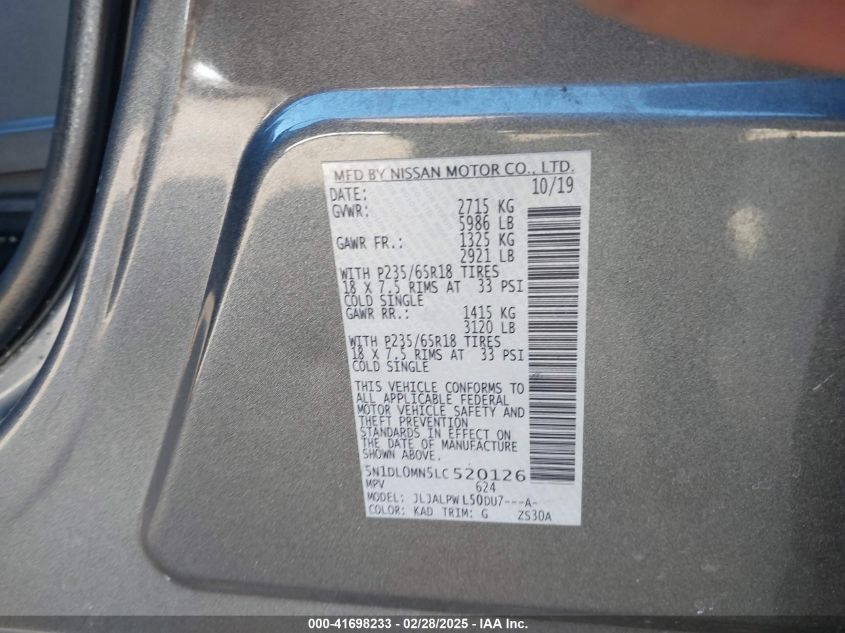 MFD BY NISSAN MOTOR CO., LTD.
DATE: 10/19
GVWR: 2715 KG
5986 LB
GAWR FR.: 1325 KG
2921 LB
WITH P235/65R18 TIRES
18 X 7.5 RIMS AT 33 PSI
COLD SINGLE
GAWR RR.: 1415 KG
3120 LB
WITH P235/65R18 TIRES
18 X 7.5 RIMS AT 33 PSI
COLD SINGLE
THIS VEHICLE CONFORMS TO
ALL APPLICABLE FEDERAL
MOTOR VEHICLE SAFETY AND
THEFT PREVENTION
STANDARDS IN EFFECT ON
THE DATE OF MANUFACTURE
SHOWN ABOVE.
5N1DL0MN5LC520126
MPV 624
MODEL: JLJALPWL50DU7---A-
COLOR: KAD TRIM: G ZS30A
000-41698233 - 02/28/2025 - IAA Inc.